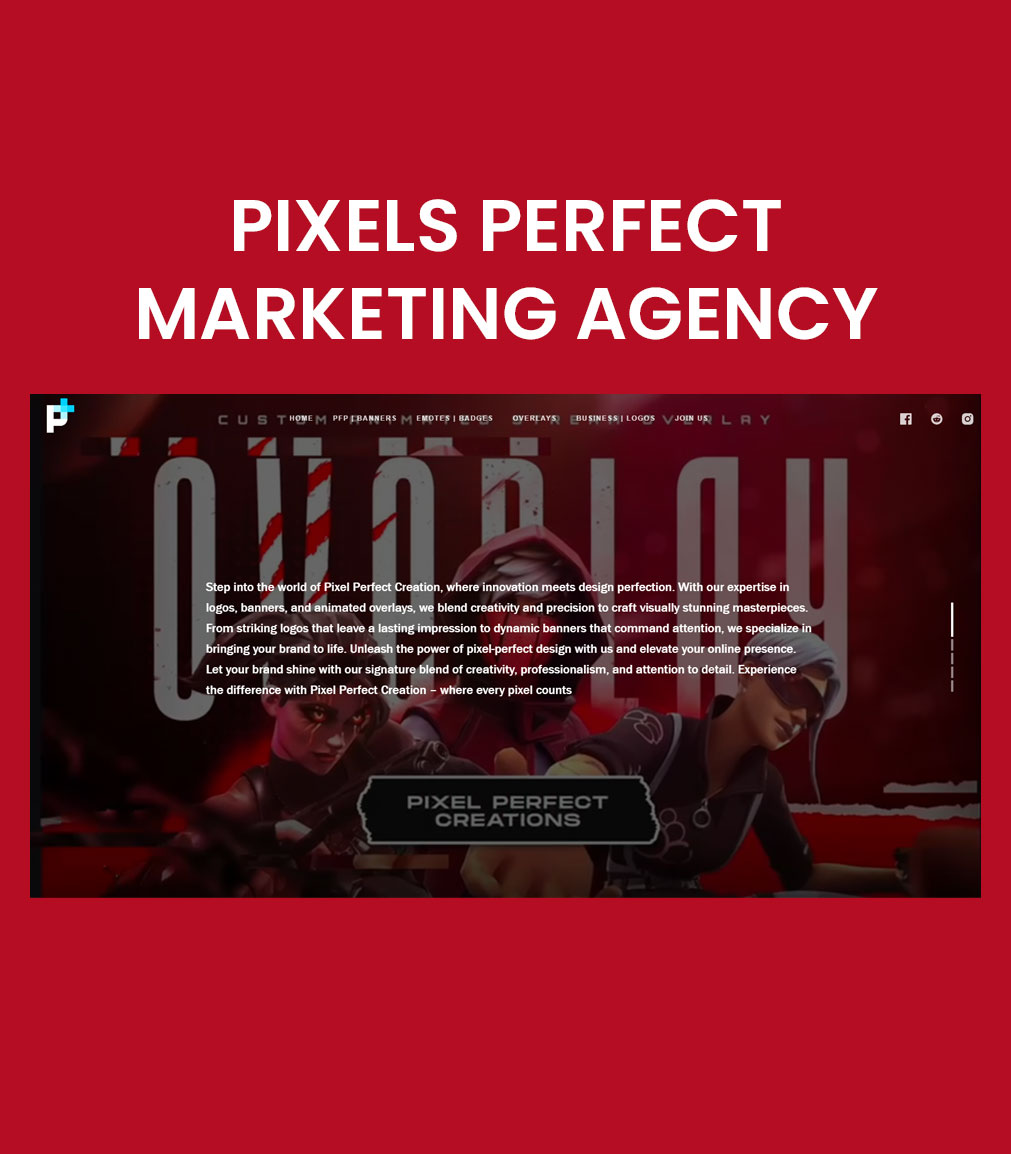 PIXELS PERFECT
MARKETING AGENCY
CUSTOM ANIMATED STREAM OVERLAY
HOME PFP | BANNERS EMOTES | BADGES OVERLAYS BUSINESS | LOGOS JOIN US
OVERLAY
Step into the world of Pixel Perfect Creation, where innovation meets design perfection. With our expertise in
logos, banners, and animated overlays, we blend creativity and precision to craft visually stunning masterpieces.
From striking logos that leave a lasting impression to dynamic banners that command attention, we specialize in
bringing your brand to life. Unleash the power of pixel-perfect design with us and elevate your online presence.
Let your brand shine with our signature blend of creativity, professionalism, and attention to detail. Experience
the difference with Pixel Perfect Creation – where every pixel counts
PIXEL PERFECT
CREATIONS